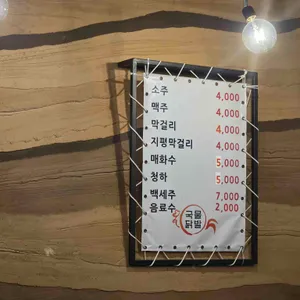 소주 4,000
맥주 4,000
막걸리 4,000
지평막걸리 4,000
매화수 5,000
청하 5,000
백세주 7,000
음료수 2,000
국물
닭발